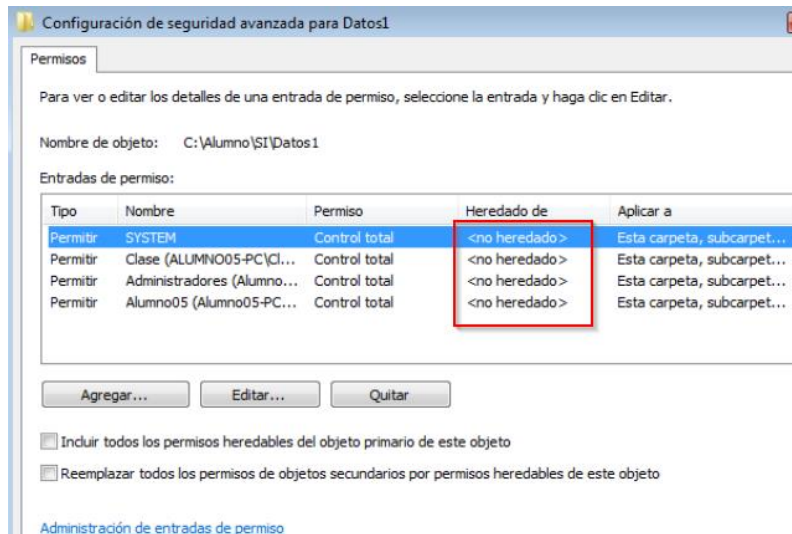 Configuración de seguridad avanzada para Datos1
Permisos
Para ver o editar los detalles de una entrada de permiso, seleccione la entrada y haga clic en Editar.
Nombre de objeto: C:\Alumno\SI\Datos1
Entradas de permiso:
Tipo Nombre Permiso Heredado de Aplicar a
Permitir SYSTEM Control total <no heredado> Esta carpeta, subcarpet...
Permitir Clase (ALUMNO05-PC\Cl... Control total <no heredado> Esta carpeta, subcarpet...
Permitir Administradores (Alumno... Control total <no heredado> Esta carpeta, subcarpet...
Permitir Alumno05 (Alumno05-PC... Control total <no heredado> Esta carpeta, subcarpet...
Agregar... Editar... Quitar
Incluir todos los permisos heredables del objeto primario de este objeto
Reemplazar todos los permisos de objetos secundarios por permisos heredables de este objeto
Administración de entradas de permiso